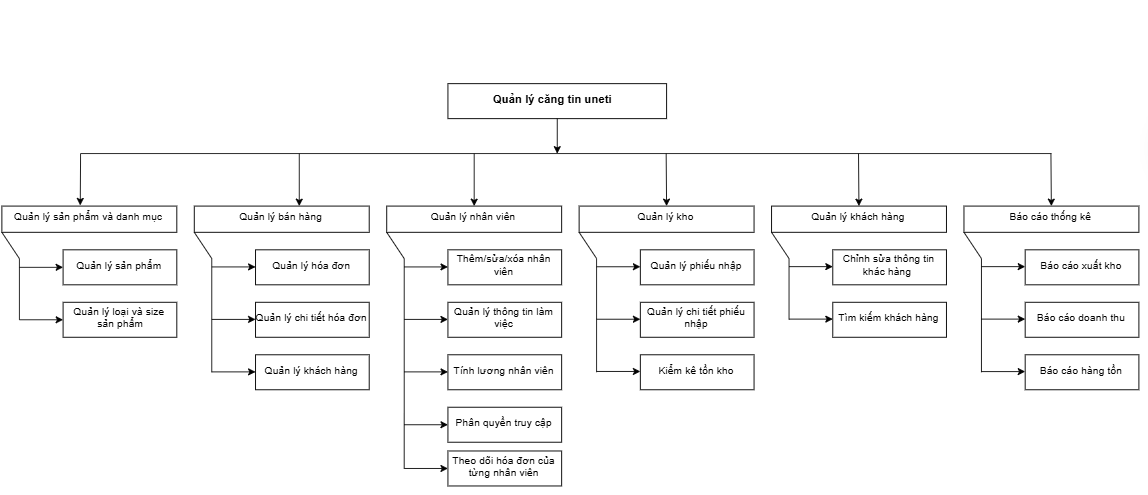 Quản lý căng tin uneti
Quản lý sản phẩm và danh mục
Quản lý bán hàng
Quản lý nhân viên
Quản lý kho
Quản lý khách hàng
Báo cáo thống kê
Quản lý sản phẩm
Quản lý loại và size
sản phẩm
Quản lý hóa đơn
Quản lý chi tiết hóa đơn
Quản lý khách hàng
Thêm/sửa/xóa nhân
viên
Quản lý thông tin làm
việc
Tính lương nhân viên
Phân quyền truy cập
Theo dõi hóa đơn của
từng nhân viên
Quản lý phiếu nhập
Quản lý chi tiết phiếu
nhập
Kiểm kê tồn kho
Chỉnh sửa thông tin
khác hàng
Tìm kiếm khách hàng
Báo cáo xuất kho
Báo cáo doanh thu
Báo cáo hàng tồn